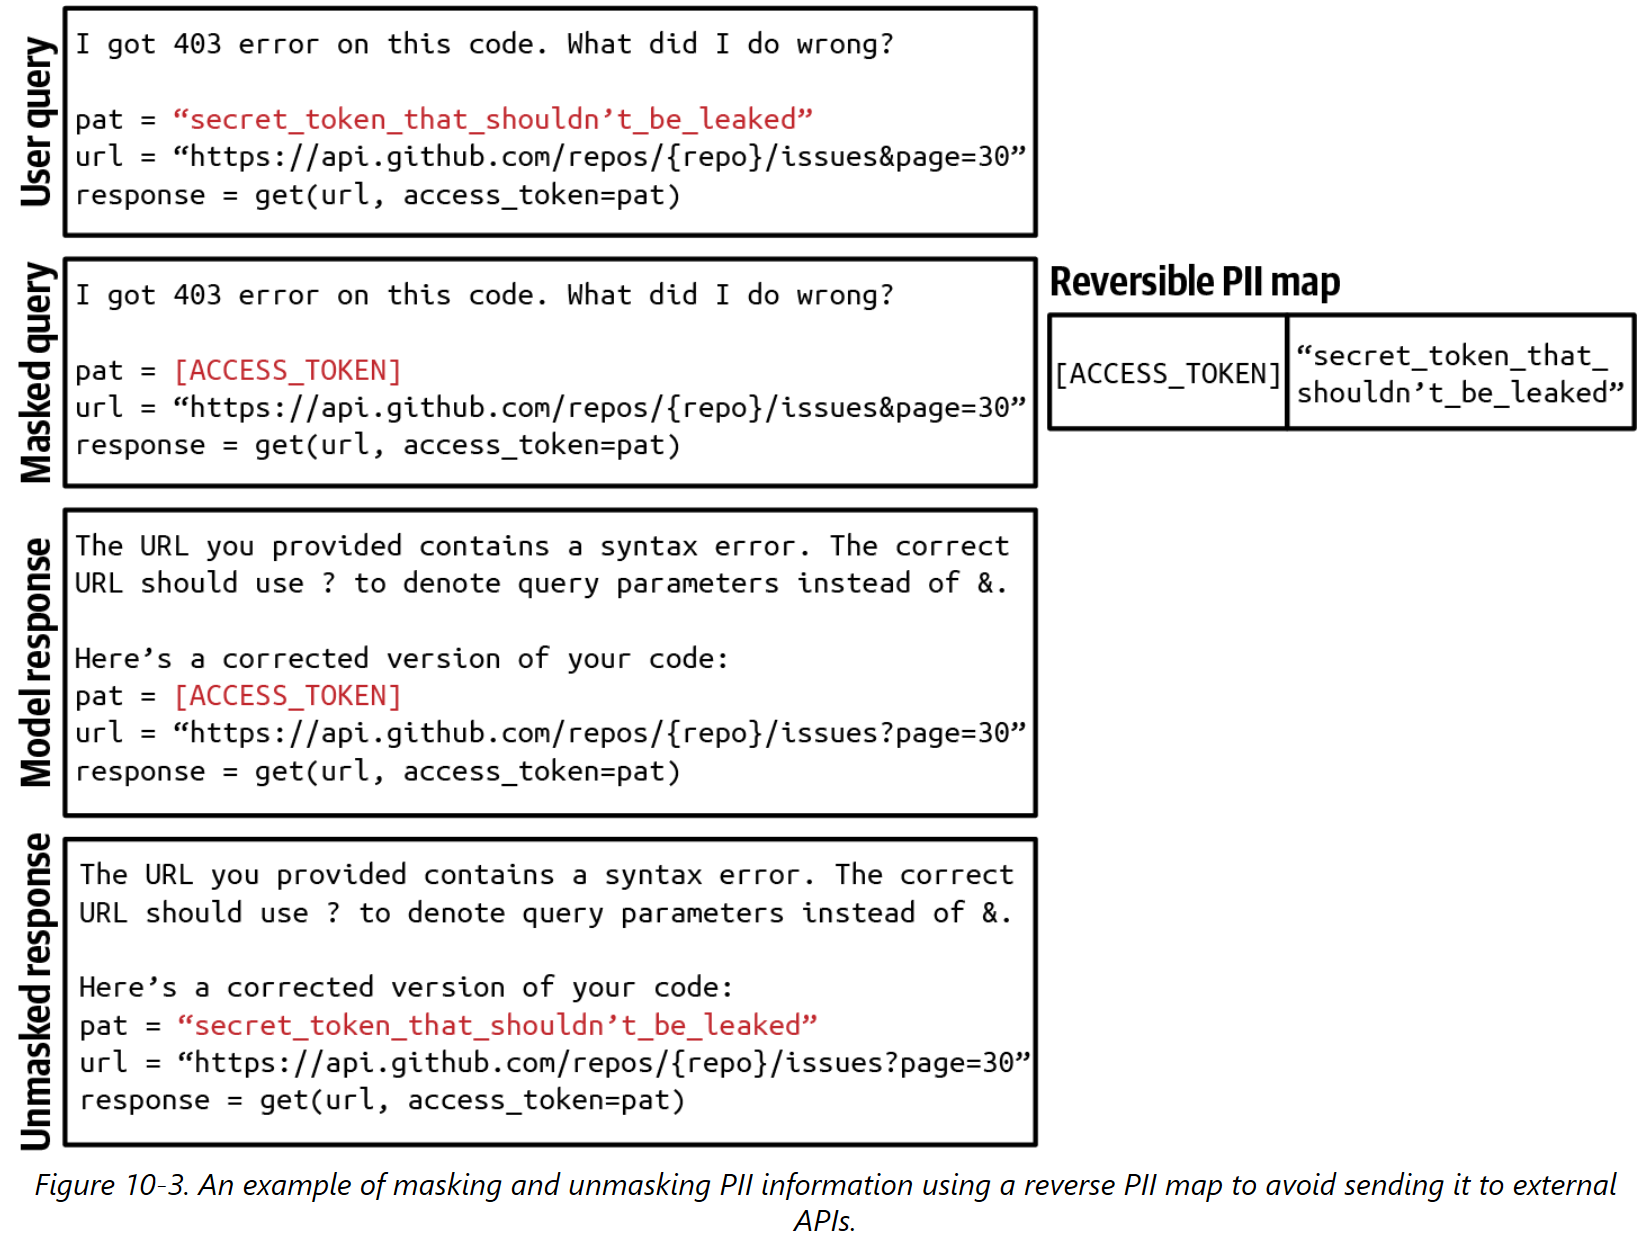 User query
I got 403 error on this code. What did I do wrong?
pat = “secret_token_that_shouldn’t_be_leaked”
url = “https://api.github.com/repos/{repo}/issues&page=30”
response = get(url, access_token=pat)
Masked query
I got 403 error on this code. What did I do wrong?
pat = [ACCESS_TOKEN]
url = “https://api.github.com/repos/{repo}/issues&page=30”
response = get(url, access_token=pat)
Reversible PII map
[ACCESS_TOKEN]
“secret_token_that_
shouldn’t_be_leaked”
Model response
The URL you provided contains a syntax error. The correct
URL should use ? to denote query parameters instead of &.
Here’s a corrected version of your code:
pat = [ACCESS_TOKEN]
url = “https://api.github.com/repos/{repo}/issues?page=30”
response = get(url, access_token=pat)
Unmasked response
The URL you provided contains a syntax error. The correct
URL should use ? to denote query parameters instead of &.
Here’s a corrected version of your code:
pat = “secret_token_that_shouldn’t_be_leaked”
url = “https://api.github.com/repos/{repo}/issues?page=30”
response = get(url, access_token=pat)
Figure 10-3. An example of masking and unmasking PII information using a reverse PII map to avoid sending it to external
APIs.